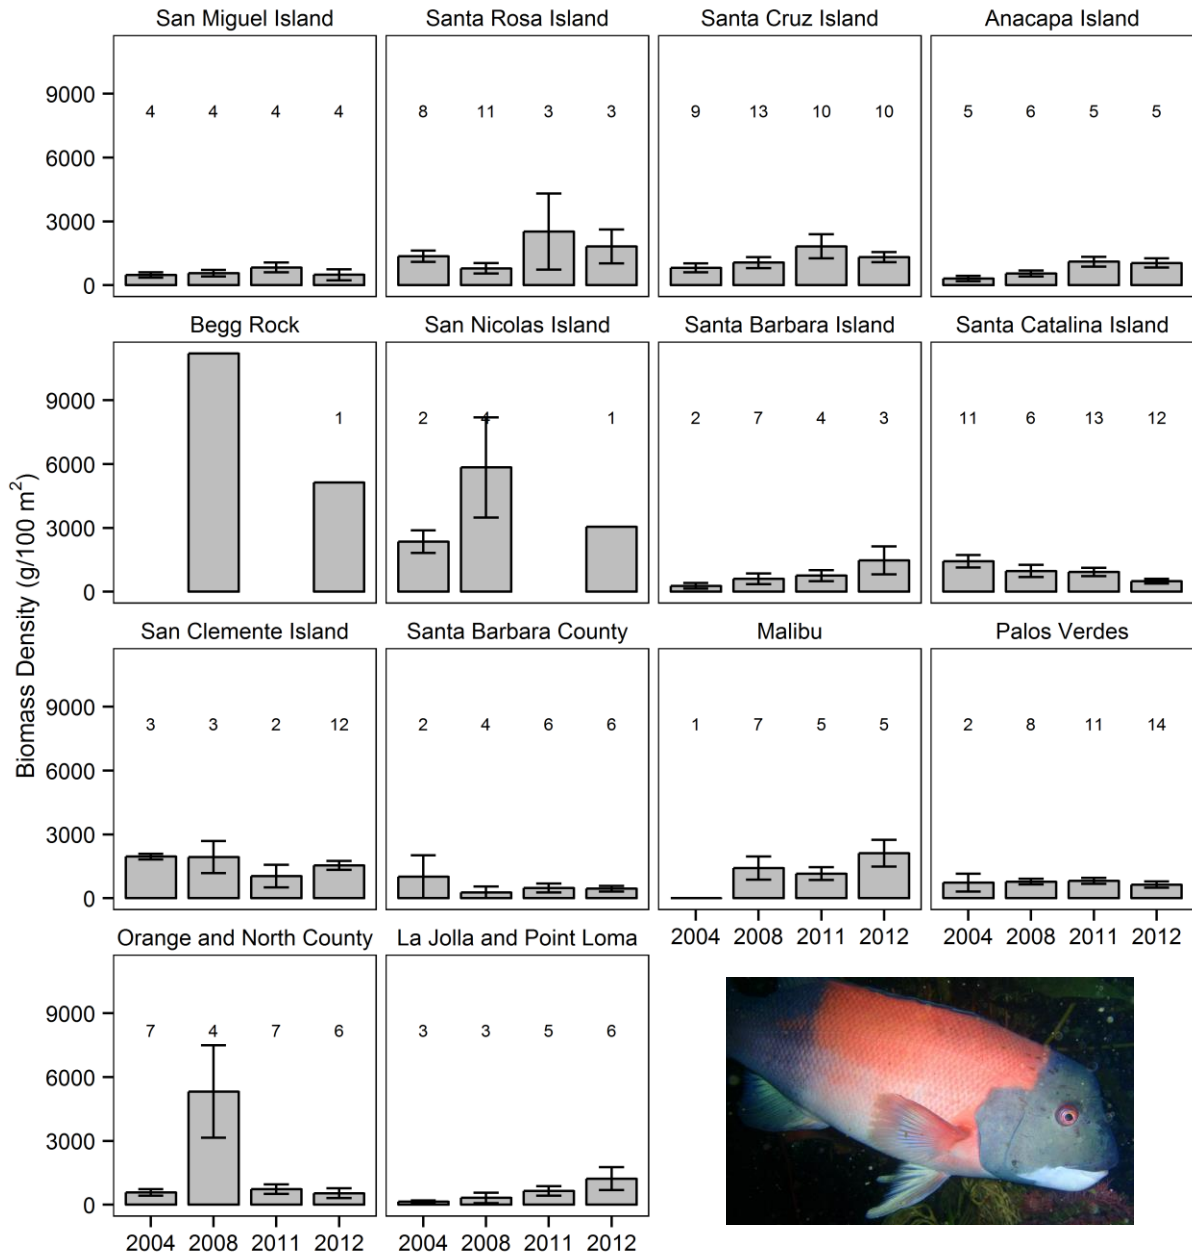 San Miguel Island Santa Rosa Island Santa Cruz Island Anacapa Island
9000
4 4 4 4 8 11 3 3 9 13 10 10 5 6 5 5
6000
3000
0
Begg Rock San Nicolas Island Santa Barbara Island Santa Catalina Island
9000
1 2 4 1 2 7 4 3 11 6 13 12
6000
3000
0
Biomass Density (g/100 m²)
San Clemente Island Santa Barbara County Malibu Palos Verdes
9000
3 3 2 12 2 4 6 6 1 7 5 5 2 8 11 14
6000
3000
0
2004 2008 2011 2012 2004 2008 2011 2012
Orange and North County La Jolla and Point Loma
9000
7 4 7 6 3 3 5 6
6000
3000
0
2004 2008 2011 2012 2004 2008 2011 2012